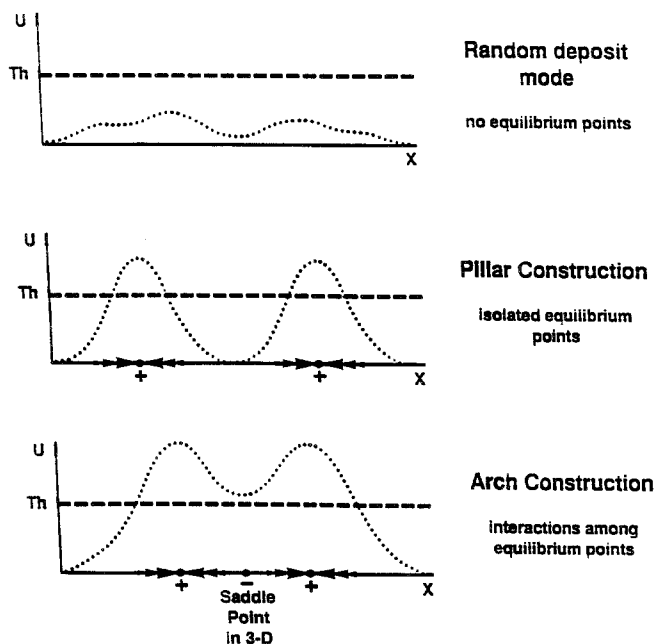 U
Th
X
Random deposit
mode
no equilibrium points
U
Th
X
+
+
Pillar Construction
isolated equilibrium
points
U
Th
X
+
−
+
Saddle
Point
in 3-D
Arch Construction
interactions among
equilibrium points